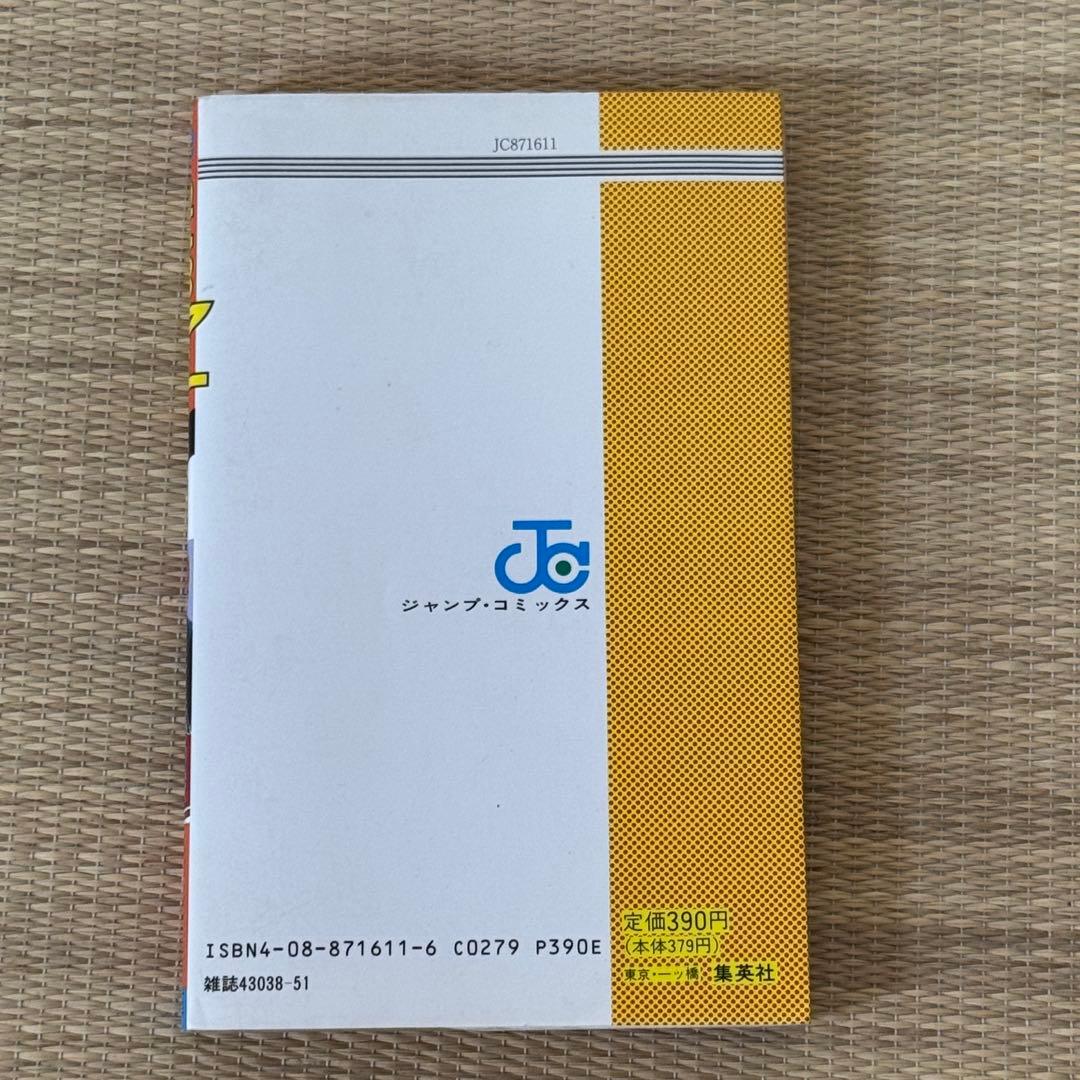 JC871611
JC
ジャンプ・コミックス
定価390円
(本体379円)
東京・一ッ橋 集英社
ISBN4-08-871611-6 C0279 P390E
雑誌43038-51